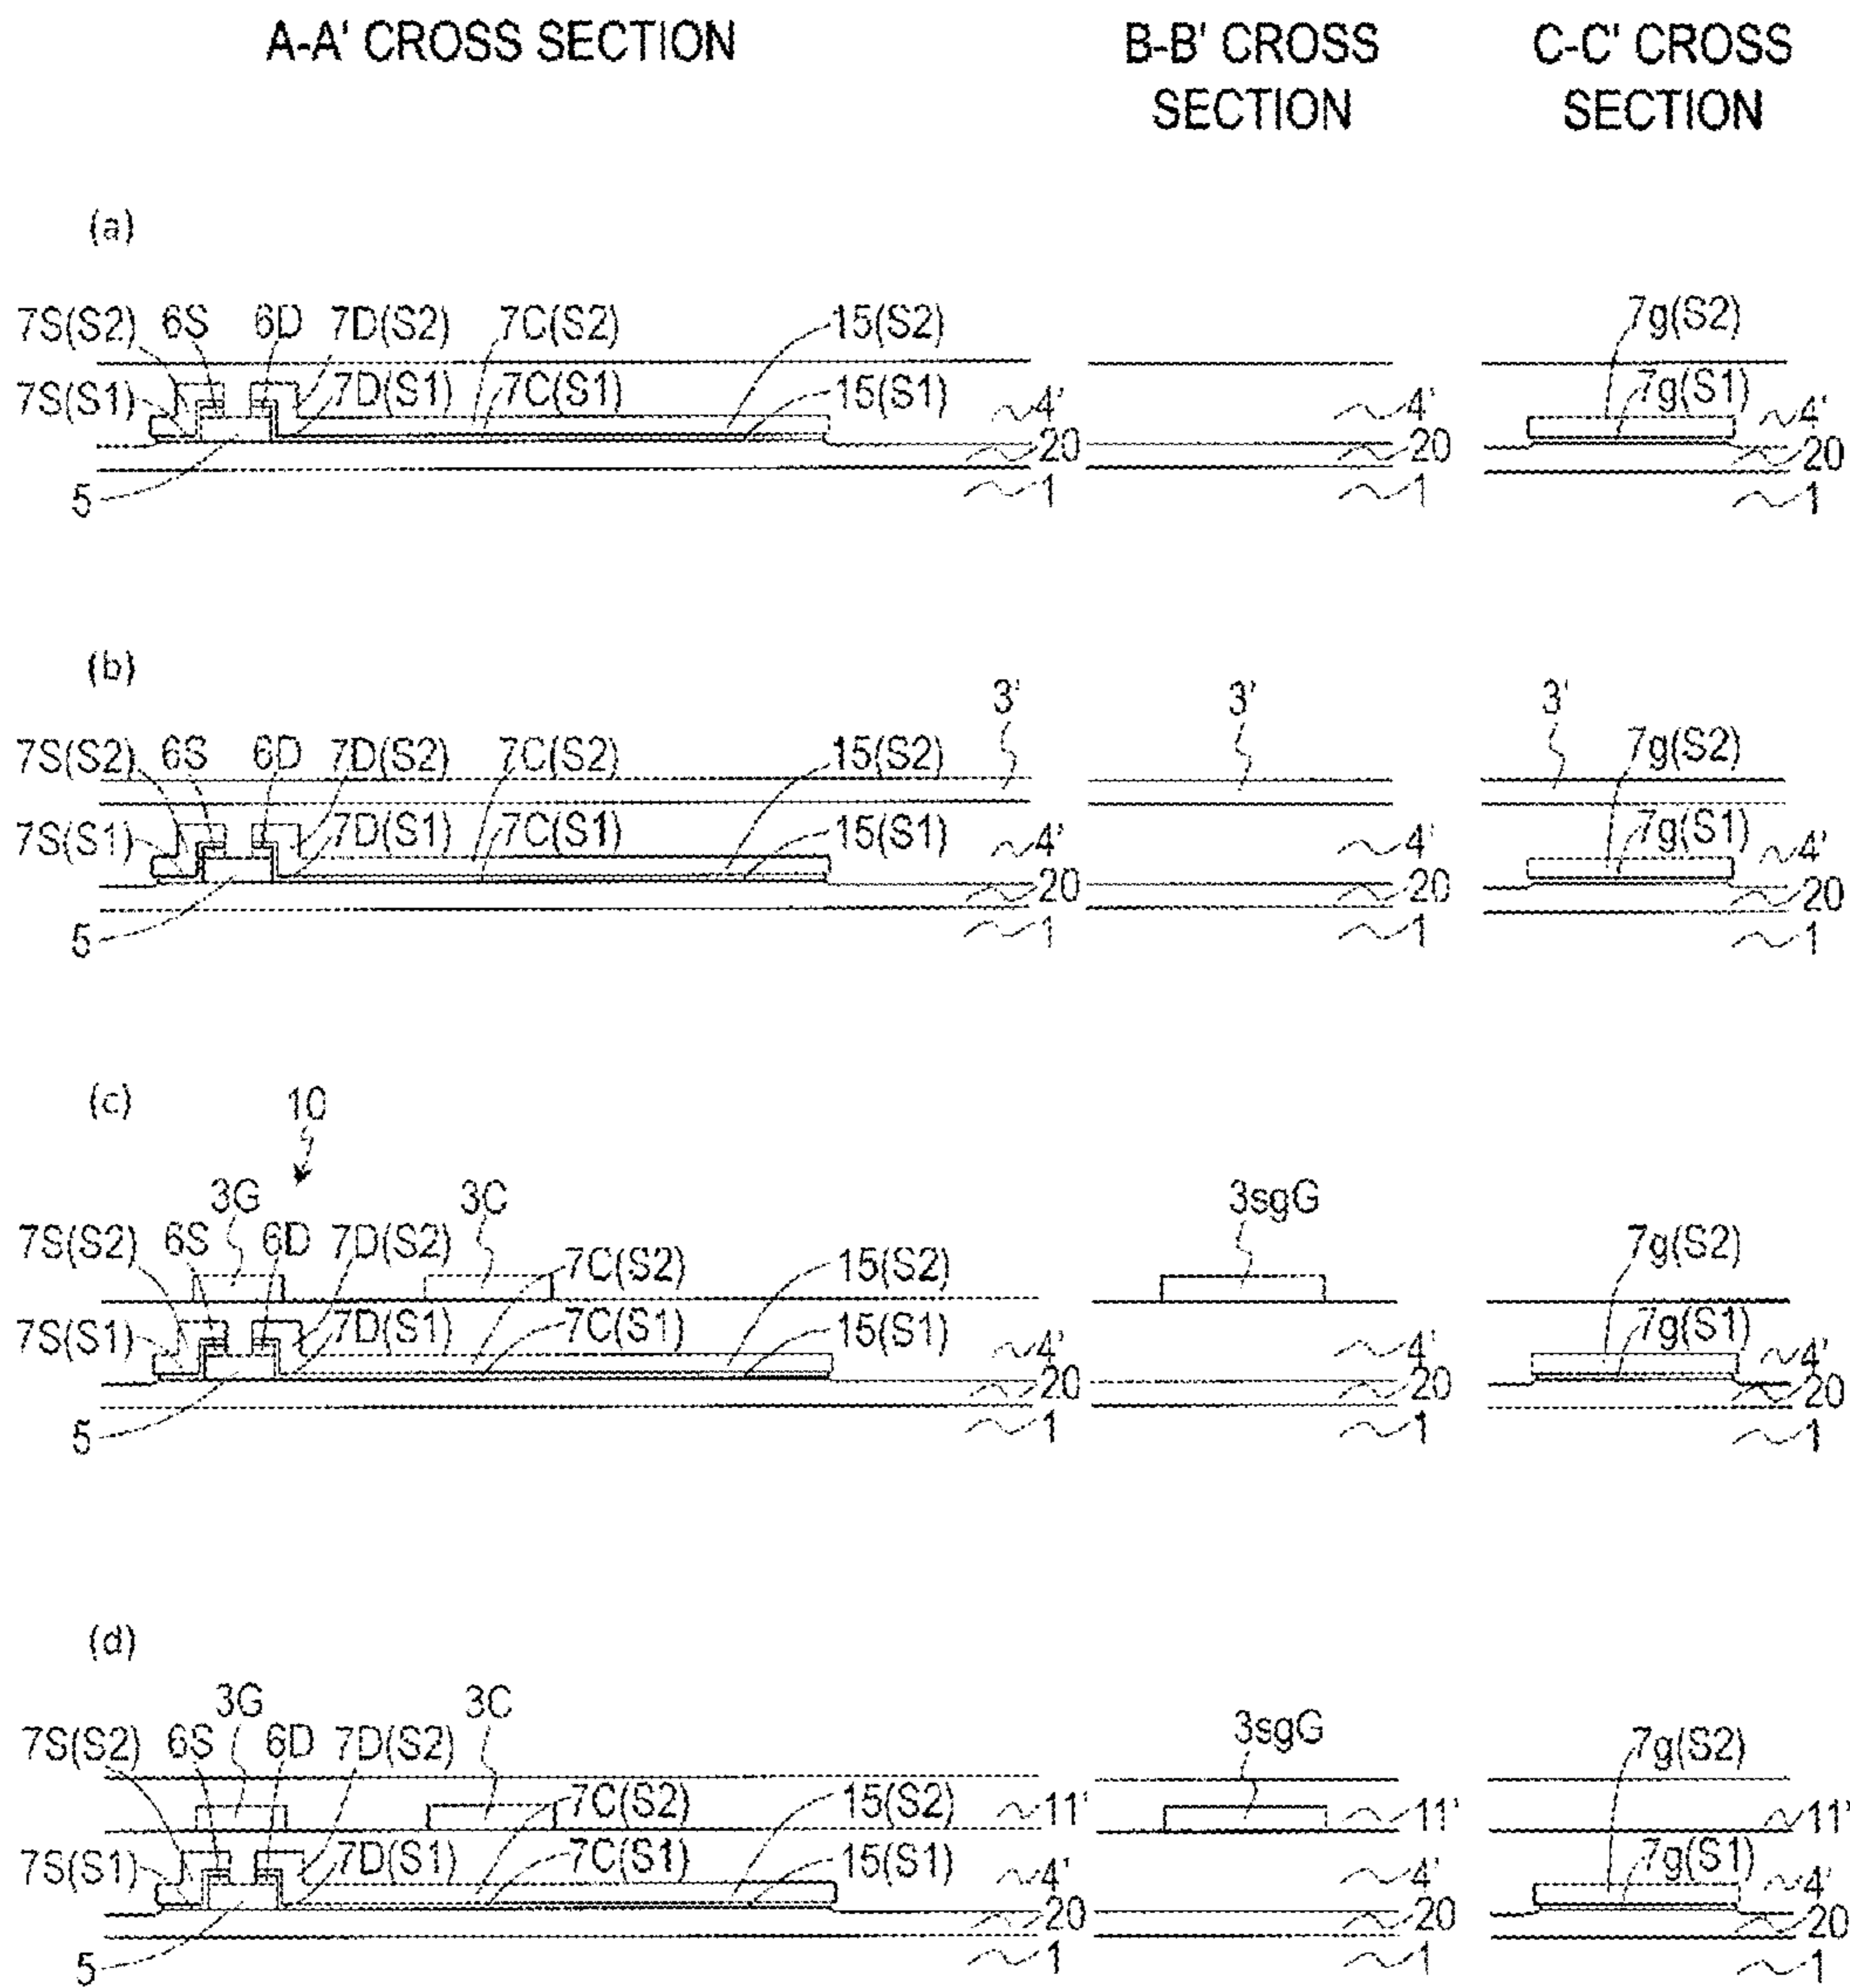 A-A' CROSS SECTION
B-B' CROSS
SECTION
C-C' CROSS
SECTION
(a)
7S(S2) 6S 6D 7D(S2) 7C(S2) 15(S2) 7g(S2)
7S(S1) 7D(S1) 7C(S1) 15(S1) 4' 4' 7g(S1) 4'
20 20 20
5 1 1 1
(b)
3' 3' 3'
7S(S2) 6S 6D 7D(S2) 7C(S2) 15(S2) 7g(S2)
7S(S1) 7D(S1) 7C(S1) 15(S1) 4' 4' 7g(S1) 4'
20 20 20
5 1 1 1
(c)
10
3G 3C 3sgG
7S(S2) 6S 6D 7D(S2) 7C(S2) 15(S2) 7g(S2)
7S(S1) 7D(S1) 7C(S1) 15(S1) 4' 4' 7g(S1) 4'
20 20 20
5 1 1 1
(d)
3G 3C 3sgG
7S(S2) 6S 6D 7D(S2) 7g(S2)
7C(S2) 15(S2) 11' 11' 11'
7S(S1) 7D(S1) 7C(S1) 15(S1) 4' 4' 7g(S1) 4'
20 20 20
5 1 1 1